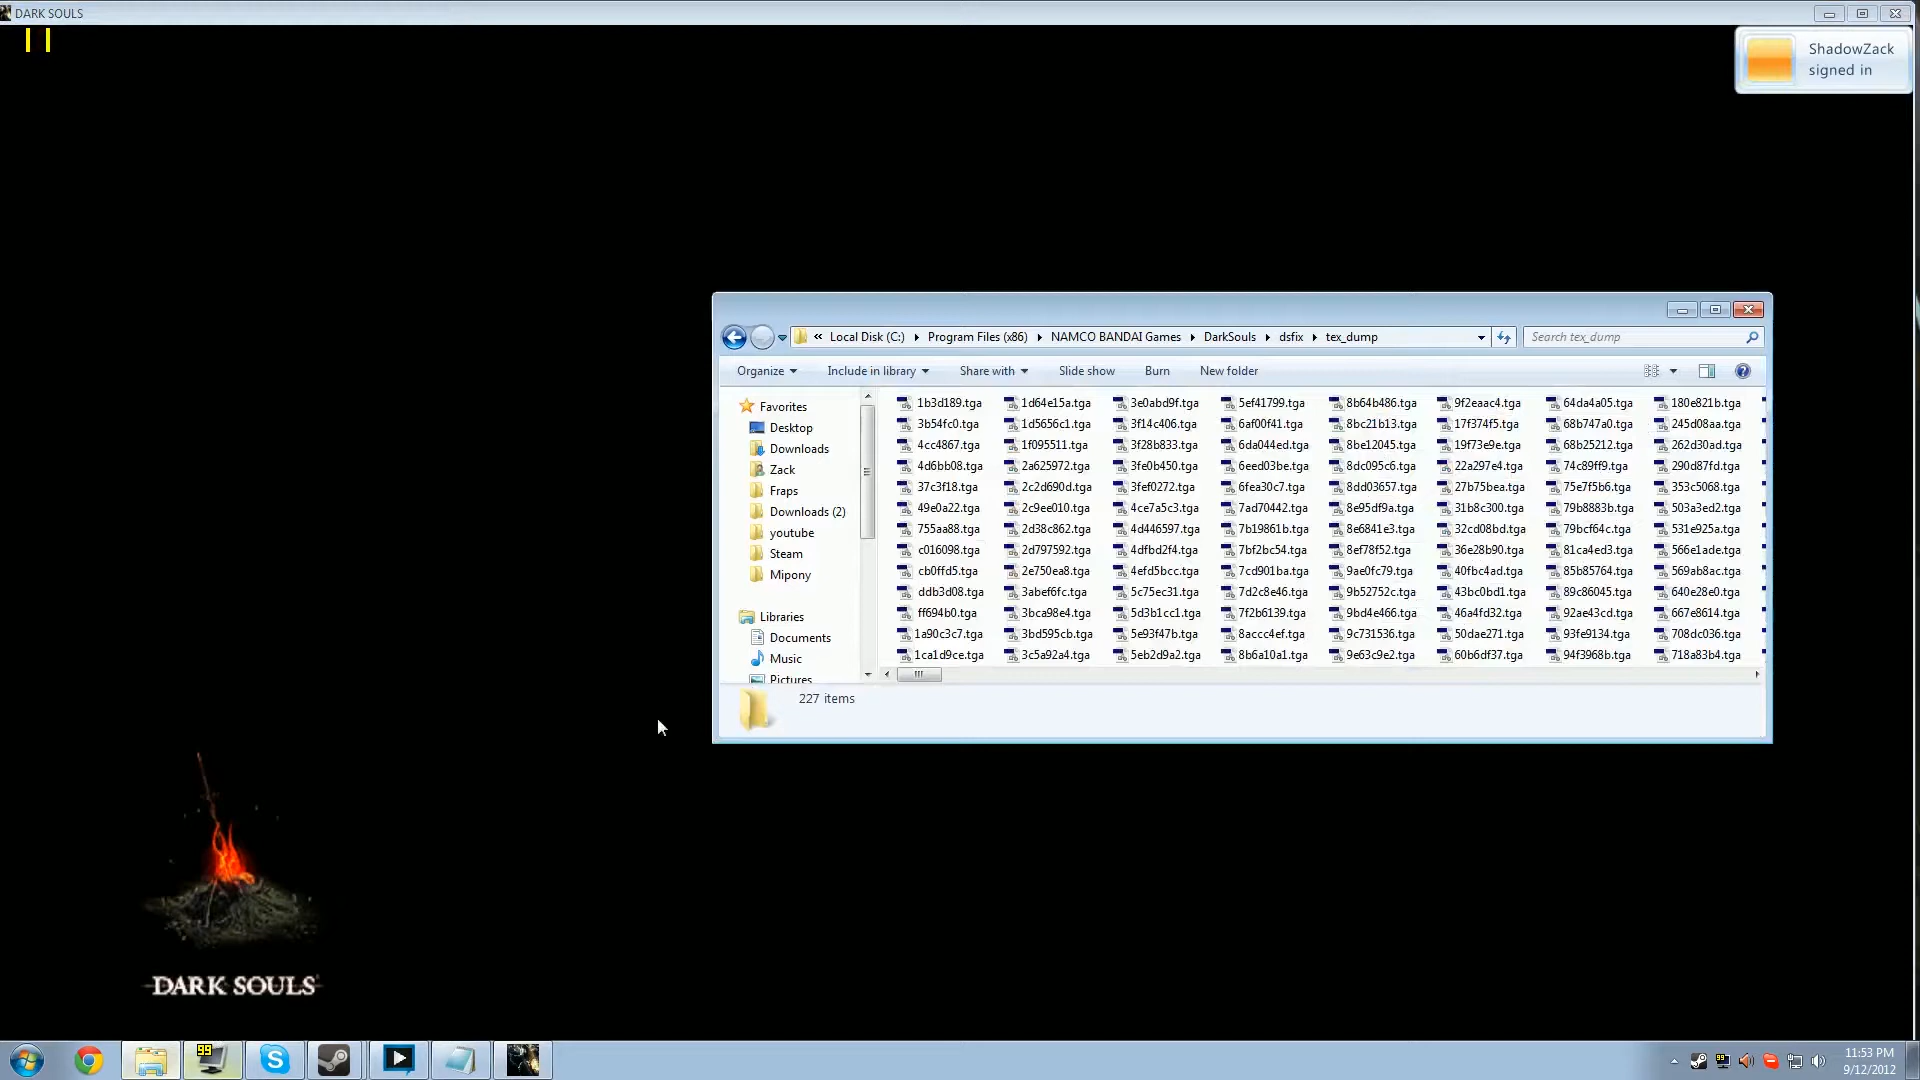 DARK SOULS
ShadowZack
signed in
« Local Disk (C:) Program Files (x86) NAMCO BANDAI Games DarkSouls dsfix tex_dump Search tex_dump
Organize Include in library Share with Slide show Burn New folder
Favorites
Desktop
Downloads
Zack
Fraps
Downloads (2)
youtube
Steam
Mipony
Libraries
Documents
Music
Pictures
1b3d189.tga 1d64e15a.tga 3e0abd9f.tga 5ef41799.tga 8b64b486.tga 9f2eaac4.tga 64da4a05.tga 180e821b.tga
3b54fc0.tga 1d5656c1.tga 3f14c406.tga 6af00f41.tga 8bc21b13.tga 17f374f5.tga 68b747a0.tga 245d08aa.tga
4cc4867.tga 1f095511.tga 3f28b833.tga 6da044ed.tga 8be12045.tga 19f73e9e.tga 68b25212.tga 262d30ad.tga
4d6bb08.tga 2a625972.tga 3fe0b450.tga 6eed03be.tga 8dc095c6.tga 22a297e4.tga 74c89ff9.tga 290d87fd.tga
37c3f18.tga 2c2d690d.tga 3fef0272.tga 6fea30c7.tga 8dd03657.tga 27b75bea.tga 75e7f5b6.tga 353c5068.tga
49e0a22.tga 2c9ee010.tga 4ce7a5c3.tga 7ad70442.tga 8e95df9a.tga 31b8c300.tga 79b8883b.tga 503a3ed2.tga
755aa88.tga 2d38c862.tga 4d446597.tga 7b19861b.tga 8e6841e3.tga 32cd08bd.tga 79bcf64c.tga 531e925a.tga
c016098.tga 2d797592.tga 4dfbd2f4.tga 7bf2bc54.tga 8ef78f52.tga 36e28b90.tga 81ca4ed3.tga 566e1ade.tga
cb0ffd5.tga 2e750ea8.tga 4efd5bcc.tga 7cd901ba.tga 9ae0fc79.tga 40fbc4ad.tga 85b85764.tga 569ab8ac.tga
ddb3d08.tga 3abef6fc.tga 5c75ec31.tga 7d2c8e46.tga 9b52752c.tga 43bc0bd1.tga 89c86045.tga 640e28e0.tga
ff694b0.tga 3bca98e4.tga 5d3b1cc1.tga 7f2b6139.tga 9bd4e466.tga 46a4fd32.tga 92ae43cd.tga 667e8614.tga
1a90c3c7.tga 3bd595cb.tga 5e93f47b.tga 8accc4ef.tga 9c731536.tga 50dae271.tga 93fe9134.tga 708dc036.tga
1ca1d9ce.tga 3c5a92a4.tga 5eb2d9a2.tga 8b6a10a1.tga 9e63c9e2.tga 60b6df37.tga 94f3968b.tga 718a83b4.tga
227 items
DARK SOULS
99
11:53 PM
9/12/2012